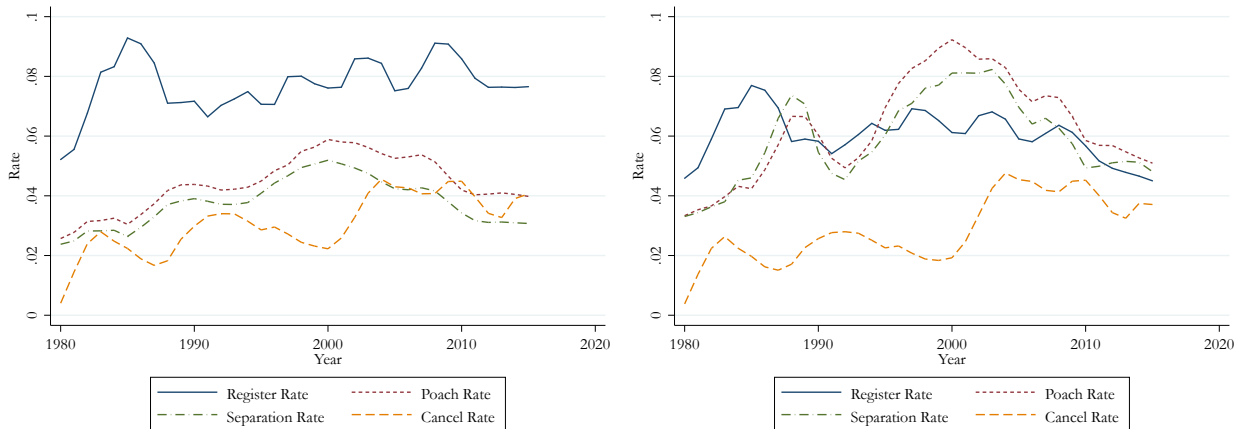 .1
.08
.06
.04
.02
0
Rate
1980
1990
2000
2010
2020
Year
Register Rate
Poach Rate
Separation Rate
Cancel Rate
.1
.08
.06
.04
.02
0
Rate
1980
1990
2000
2010
2020
Year
Register Rate
Poach Rate
Separation Rate
Cancel Rate